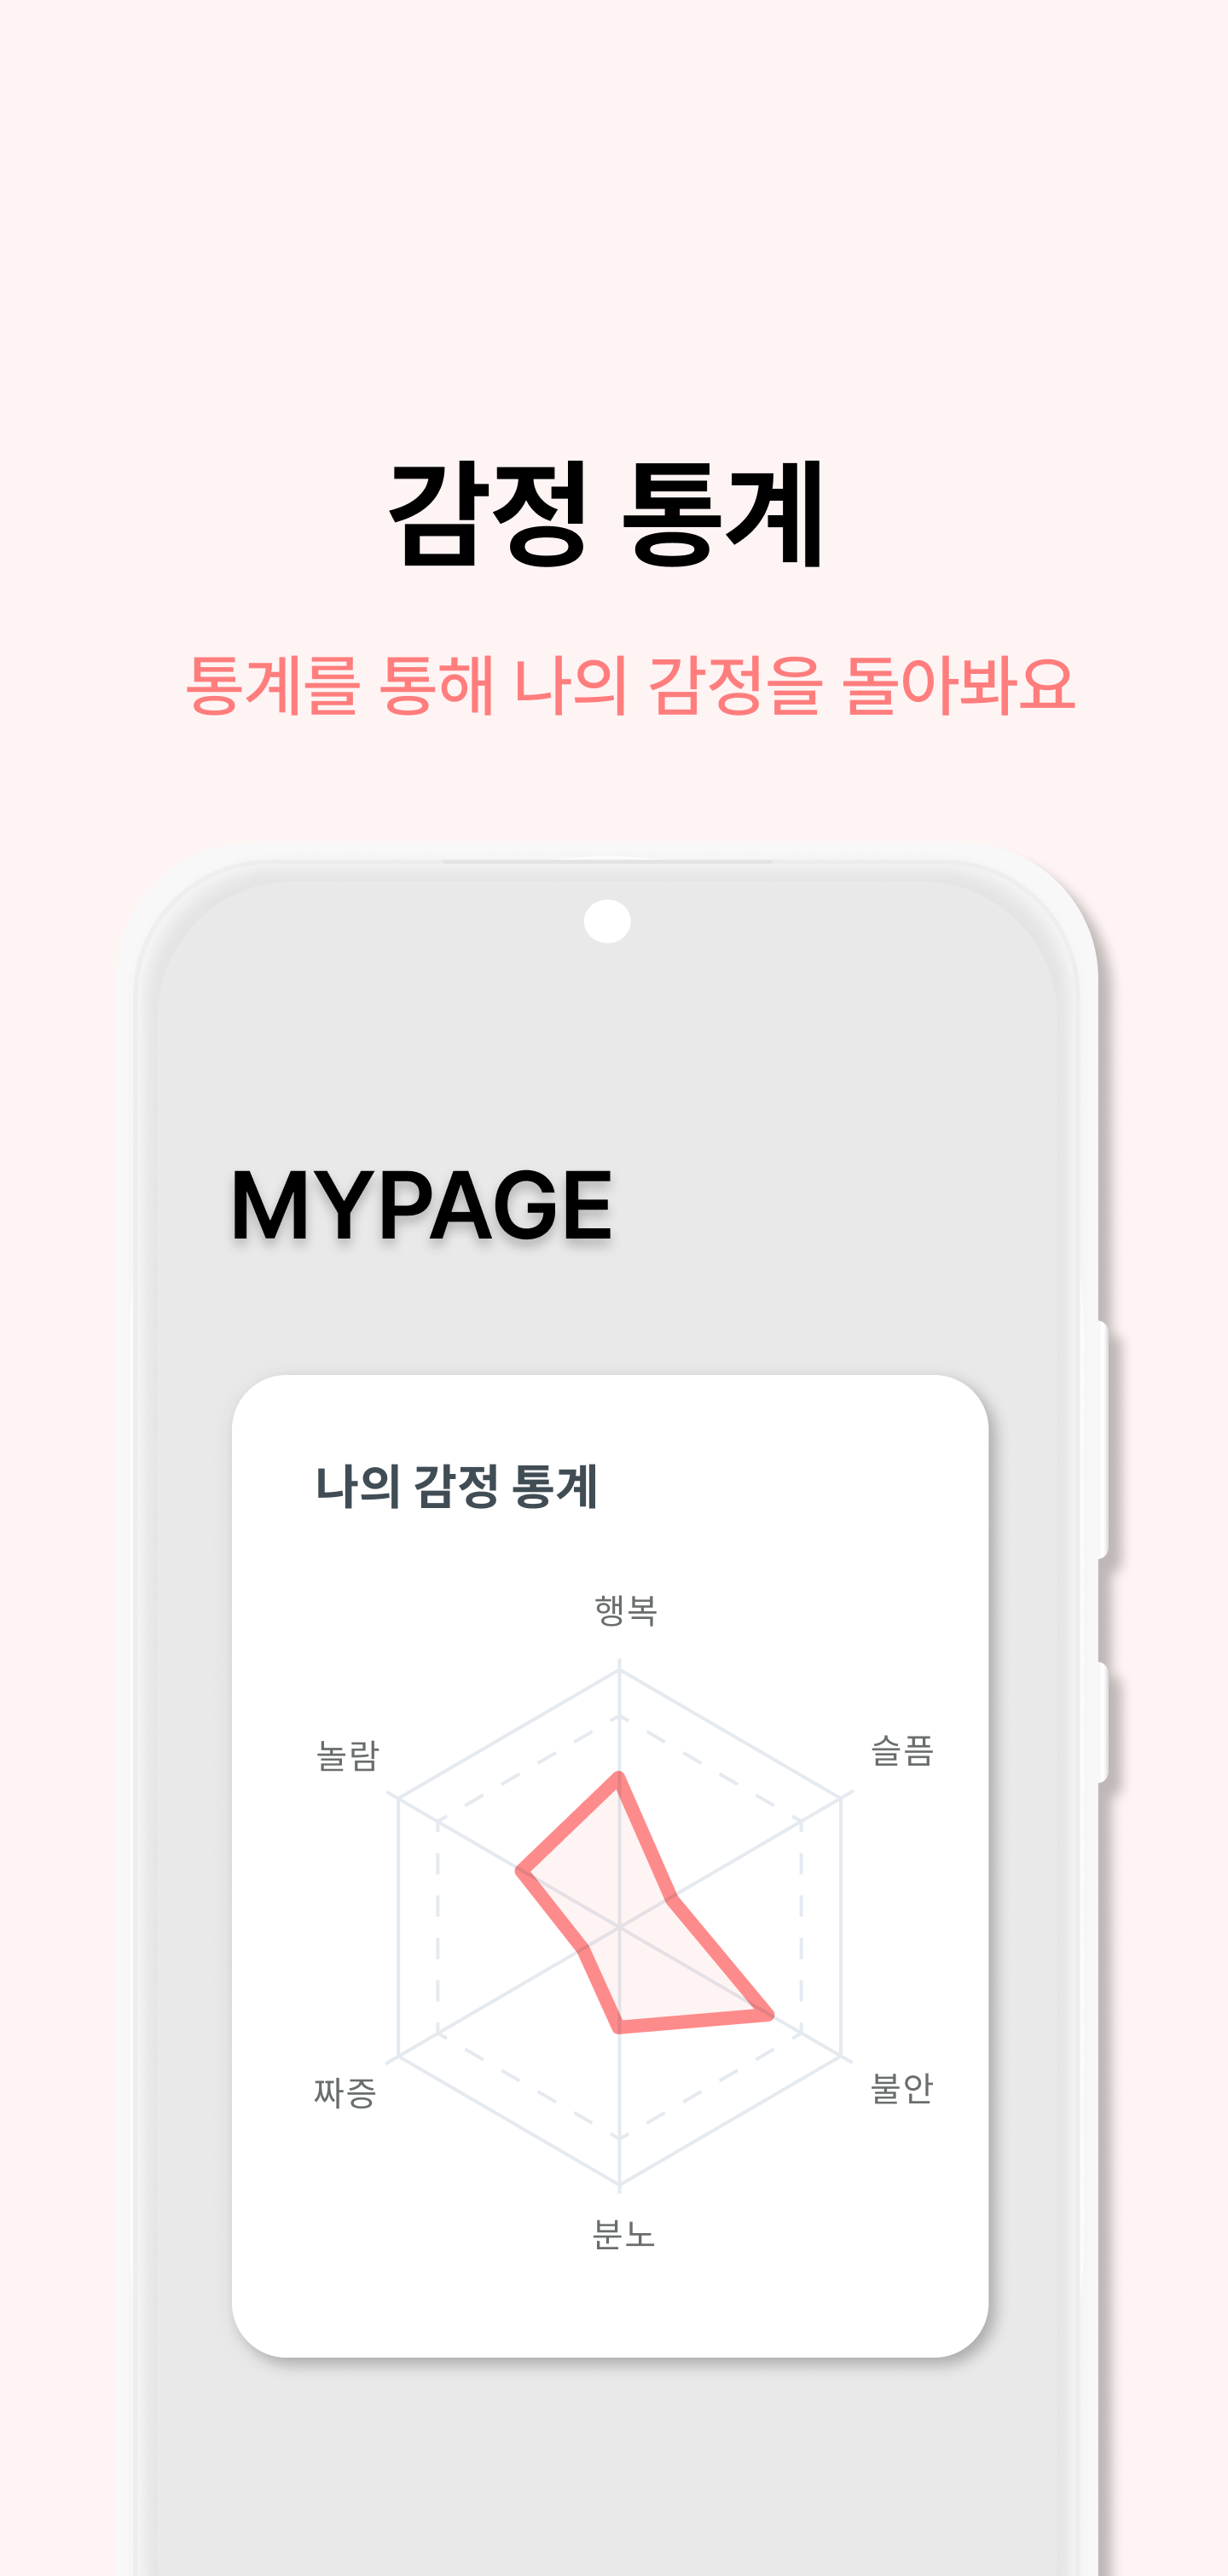 감정 통계
통계를 통해 나의 감정을 돌아봐요
MYPAGE
나의 감정 통계
행복
놀람
슬픔
짜증
불안
분노